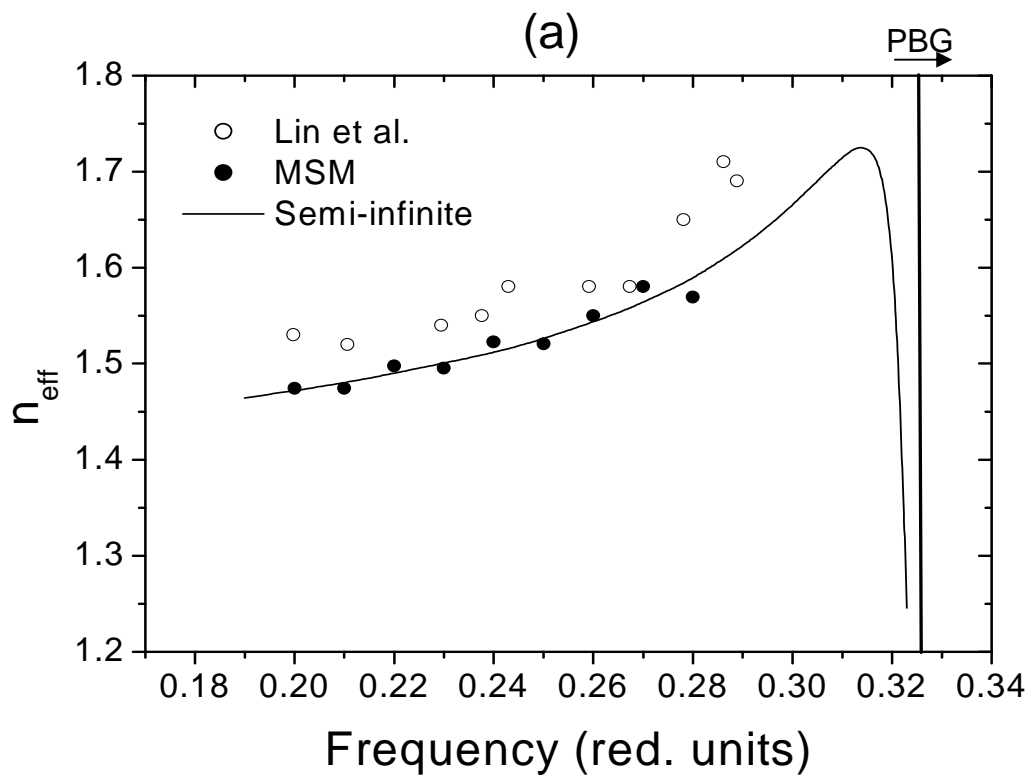 (a)
PBG
1.8
1.7
1.6
1.5
1.4
1.3
1.2
n_eff
Lin et al.
MSM
Semi-infinite
0.18 0.20 0.22 0.24 0.26 0.28 0.30 0.32 0.34
Frequency (red. units)